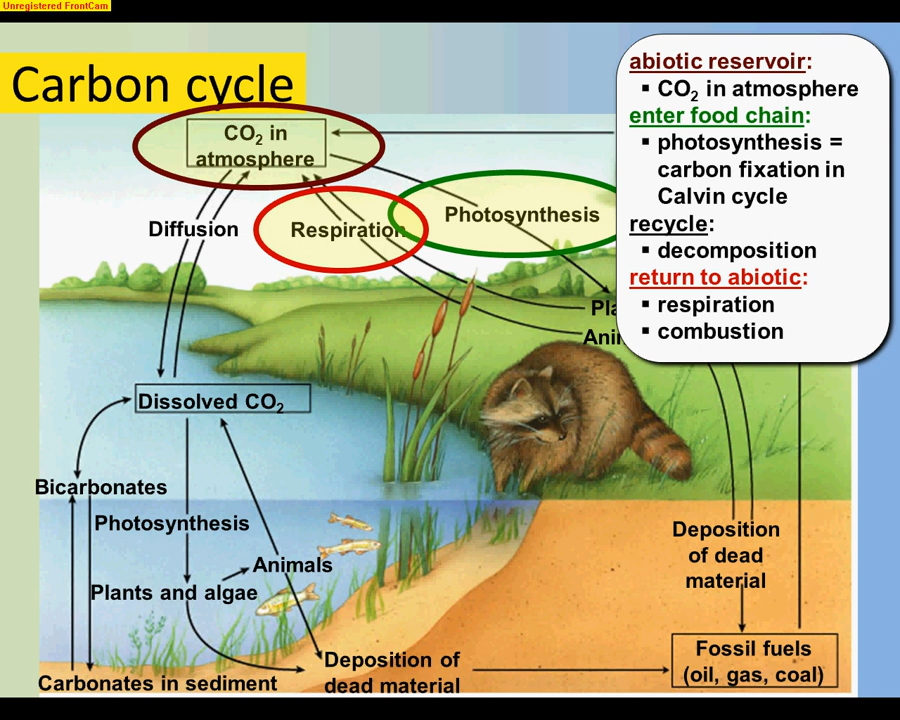 Unregistered FrontCam
Carbon cycle
abiotic reservoir:
▪ CO₂ in atmosphere
enter food chain:
▪ photosynthesis =
carbon fixation in
Calvin cycle
recycle:
▪ decomposition
return to abiotic:
▪ respiration
▪ combustion
CO₂ in
atmosphere
Diffusion
Respiration
Photosynthesis
Dissolved CO₂
Bicarbonates
Photosynthesis
Animals
Plants and algae
Carbonates in sediment
Deposition of
dead material
Deposition
of dead
material
Fossil fuels
(oil, gas, coal)